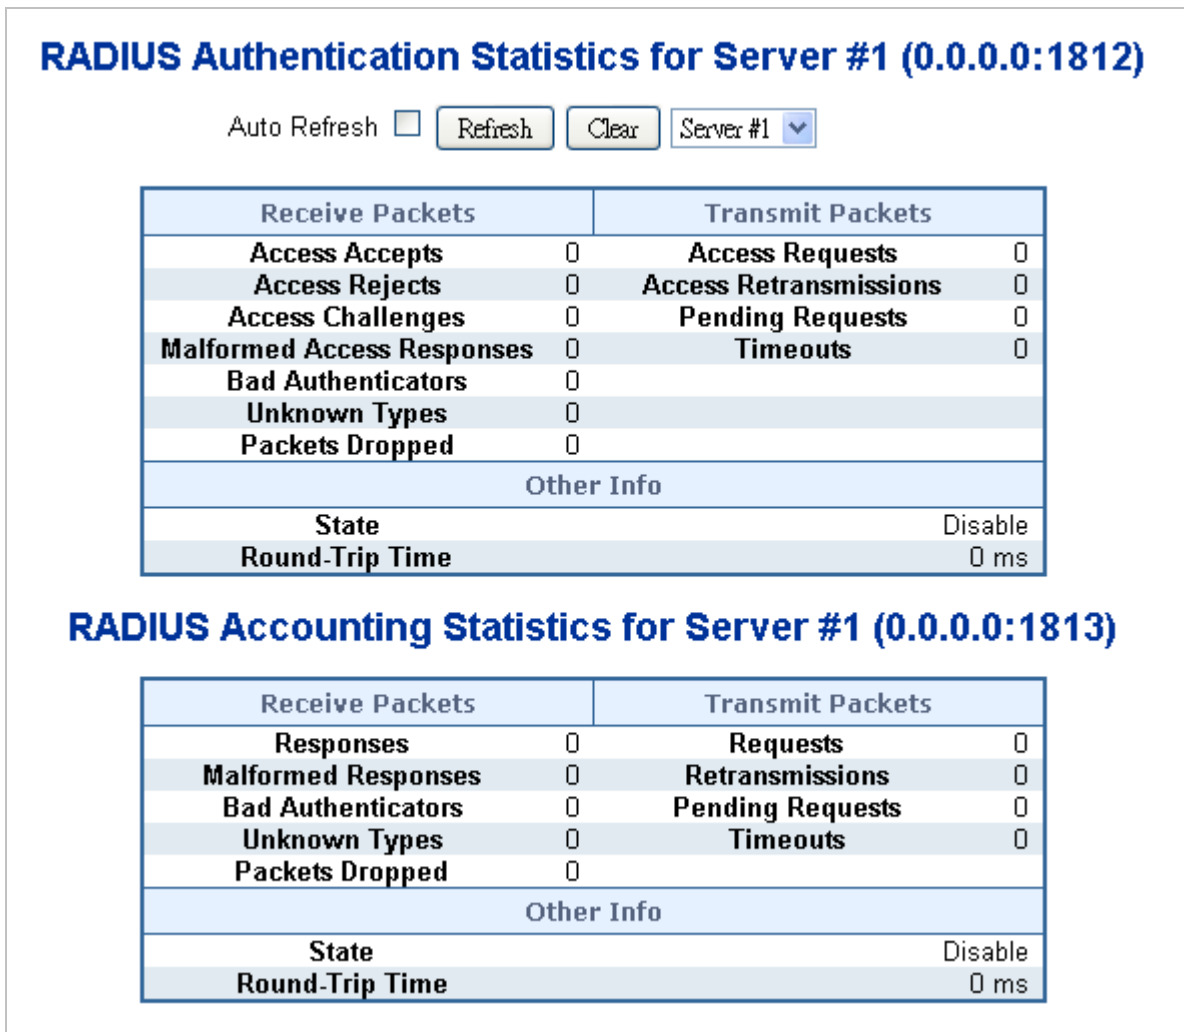 RADIUS Authentication Statistics for Server #1 (0.0.0.0:1812)
Auto Refresh Refresh Clear Server #1
Receive Packets Transmit Packets
Access Accepts 0 Access Requests 0
Access Rejects 0 Access Retransmissions 0
Access Challenges 0 Pending Requests 0
Malformed Access Responses 0 Timeouts 0
Bad Authenticators 0
Unknown Types 0
Packets Dropped 0
Other Info
State Disable
Round-Trip Time 0 ms
RADIUS Accounting Statistics for Server #1 (0.0.0.0:1813)
Receive Packets Transmit Packets
Responses 0 Requests 0
Malformed Responses 0 Retransmissions 0
Bad Authenticators 0 Pending Requests 0
Unknown Types 0 Timeouts 0
Packets Dropped 0
Other Info
State Disable
Round-Trip Time 0 ms